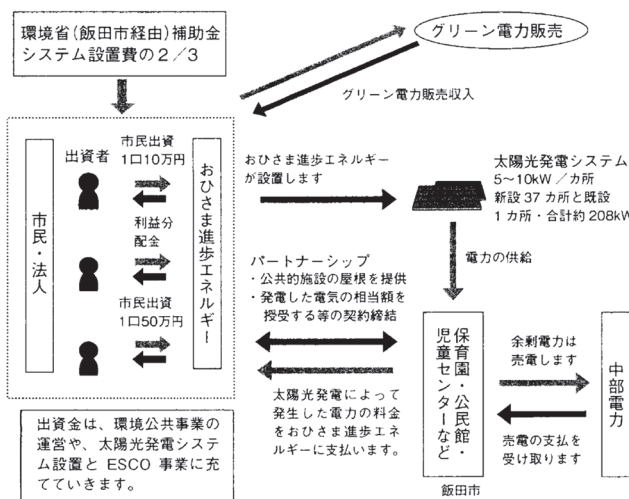 環境省(飯田市経由)補助金
システム設置費の2/3
グリーン電力販売
グリーン電力販売収入
市民・法人
出資者
市民出資
1口10万円
利益分
配金
市民出資
1口50万円
おひさま進歩エネルギー
おひさま進歩エネルギー
が設置します
太陽光発電システム
5〜10kW/カ所
新設37カ所と既設
1カ所・合計約208kW
電力の供給
パートナーシップ
・公共的施設の屋根を提供
・発電した電気の相当額を
授受する等の契約締結
太陽光発電によって
発生した電力の料金
をおひさま進歩エネ
ルギーに支払います。
保育園・公民館・
児童センターなど
飯田市
余剰電力は
売電します
売電の支払を
受け取ります
中部電力
出資金は、環境公共事業の
運営や、太陽光発電システ
ム設置とESCO事業に充
てていきます。